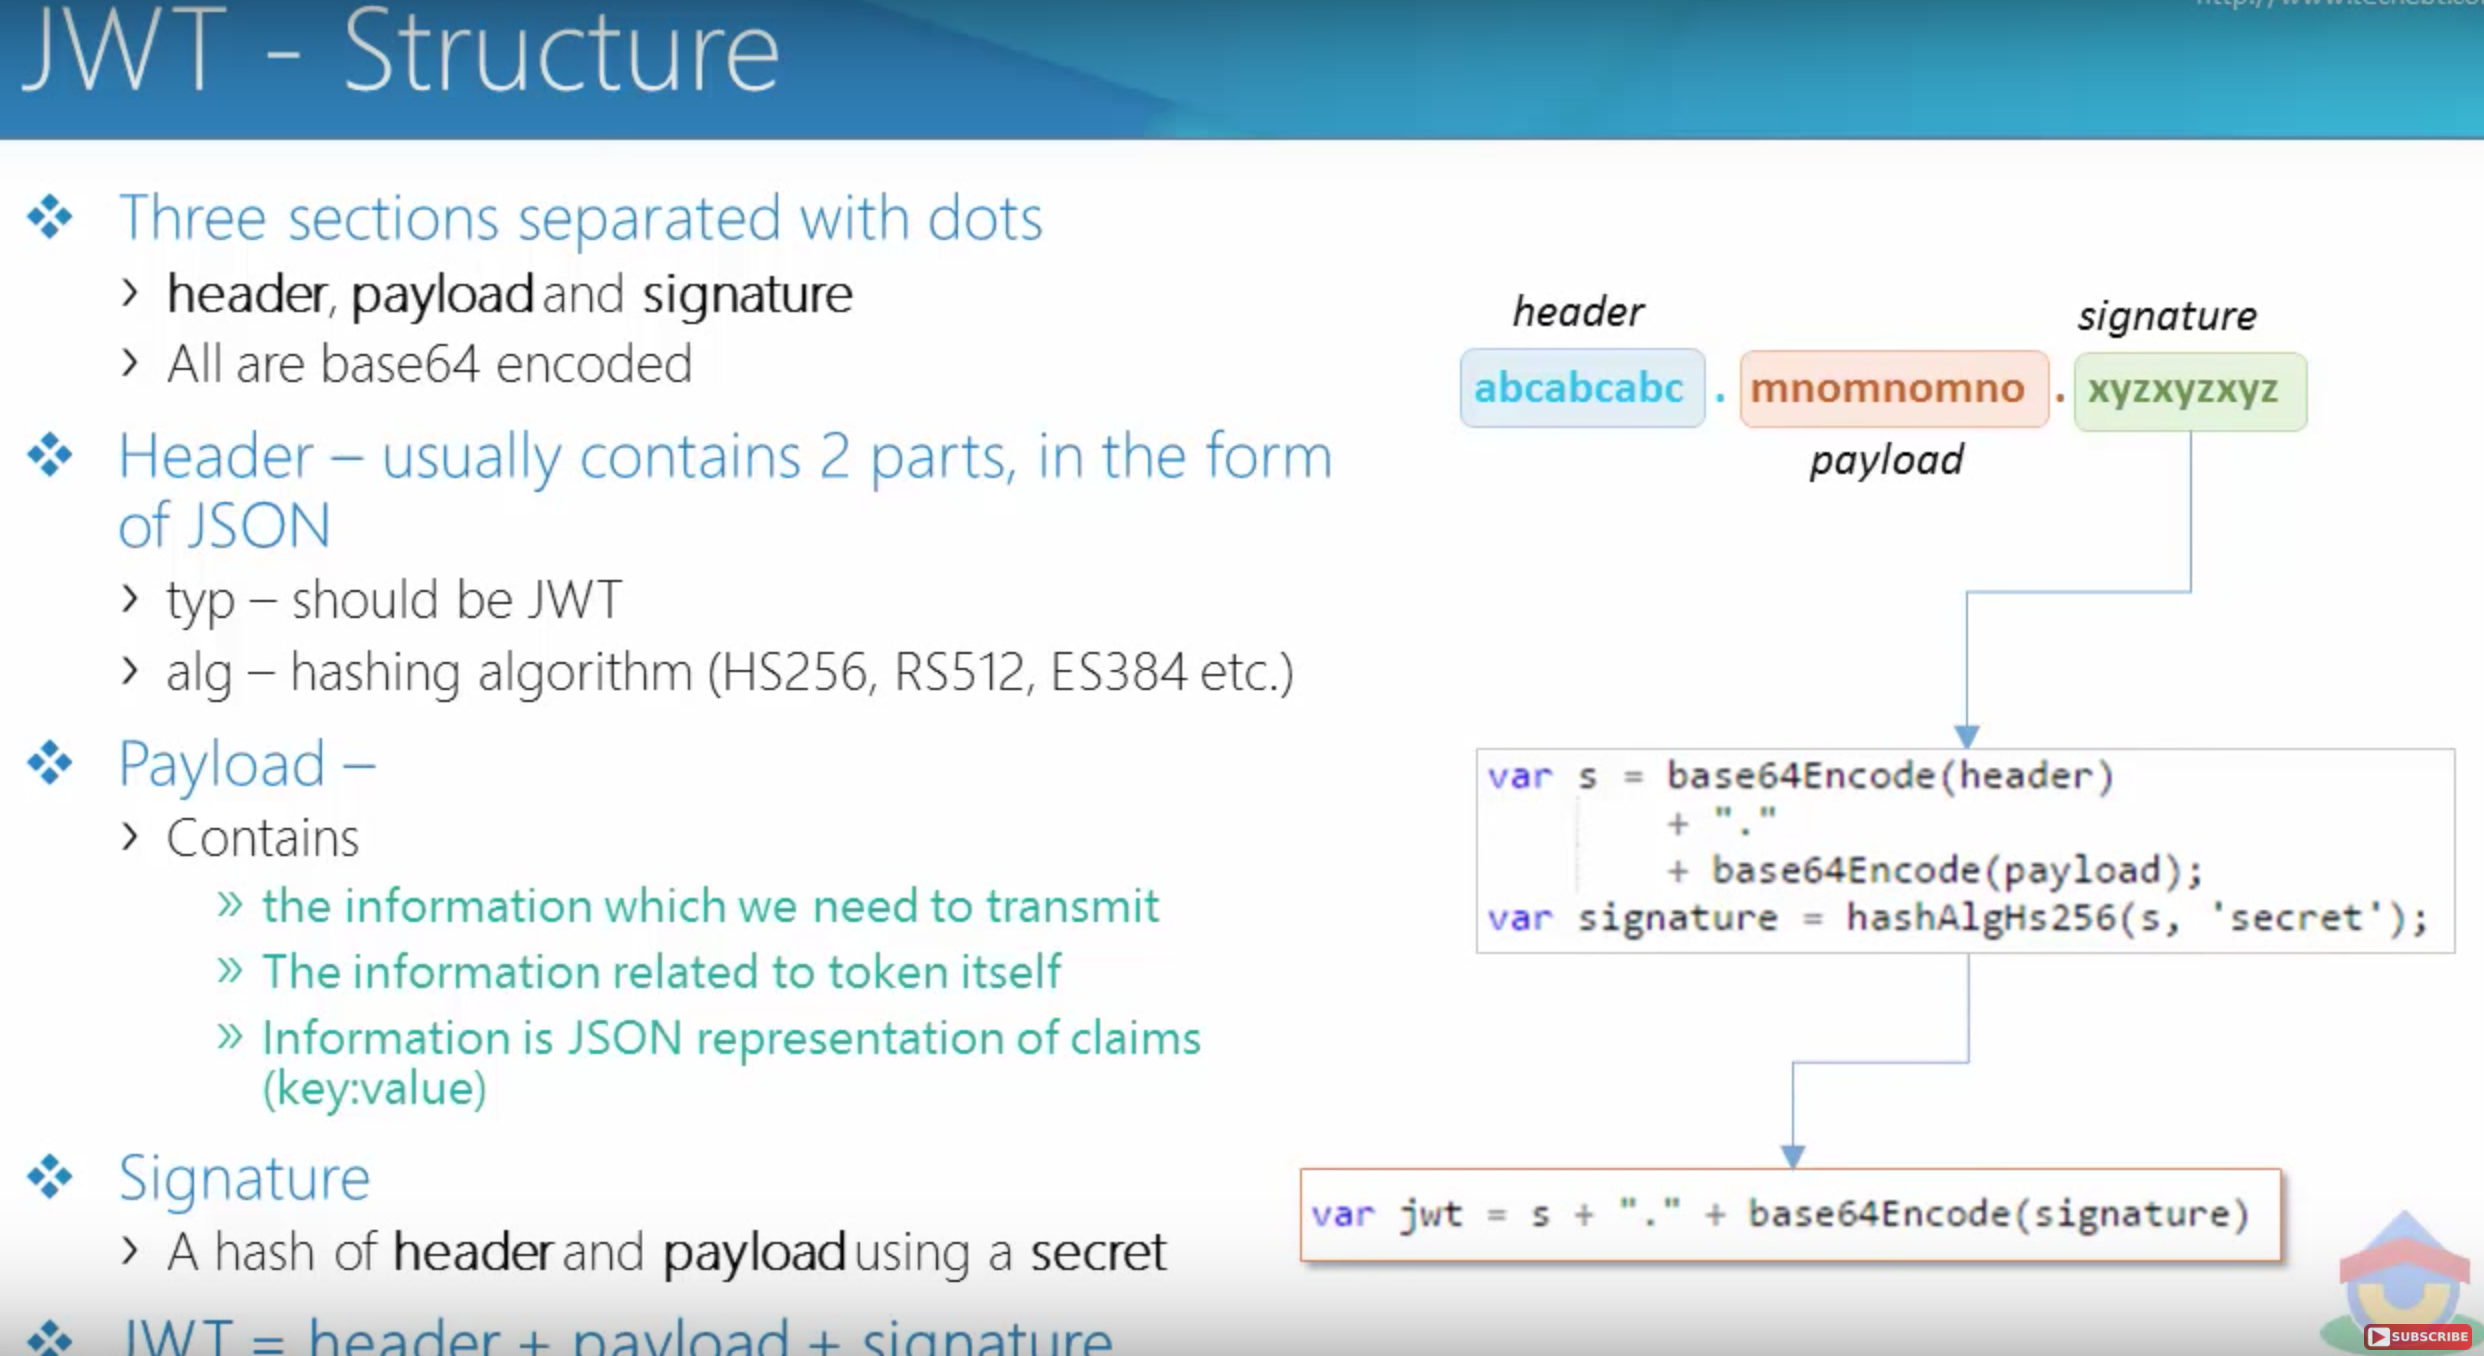 JWT - Structure
Three sections separated with dots
header, payload and signature
All are base64 encoded
Header – usually contains 2 parts, in the form
of JSON
typ – should be JWT
alg – hashing algorithm (HS256, RS512, ES384 etc.)
Payload –
Contains
the information which we need to transmit
The information related to token itself
Information is JSON representation of claims
(key:value)
Signature
A hash of header and payload using a secret
JWT = header + payload + signature
header
signature
abcabcabc . mnomnomno . xyzxyzxyz
payload
var s = base64Encode(header)
+ "."
+ base64Encode(payload);
var signature = hashAlgHs256(s, 'secret');
var jwt = s + "." + base64Encode(signature)
SUBSCRIBE